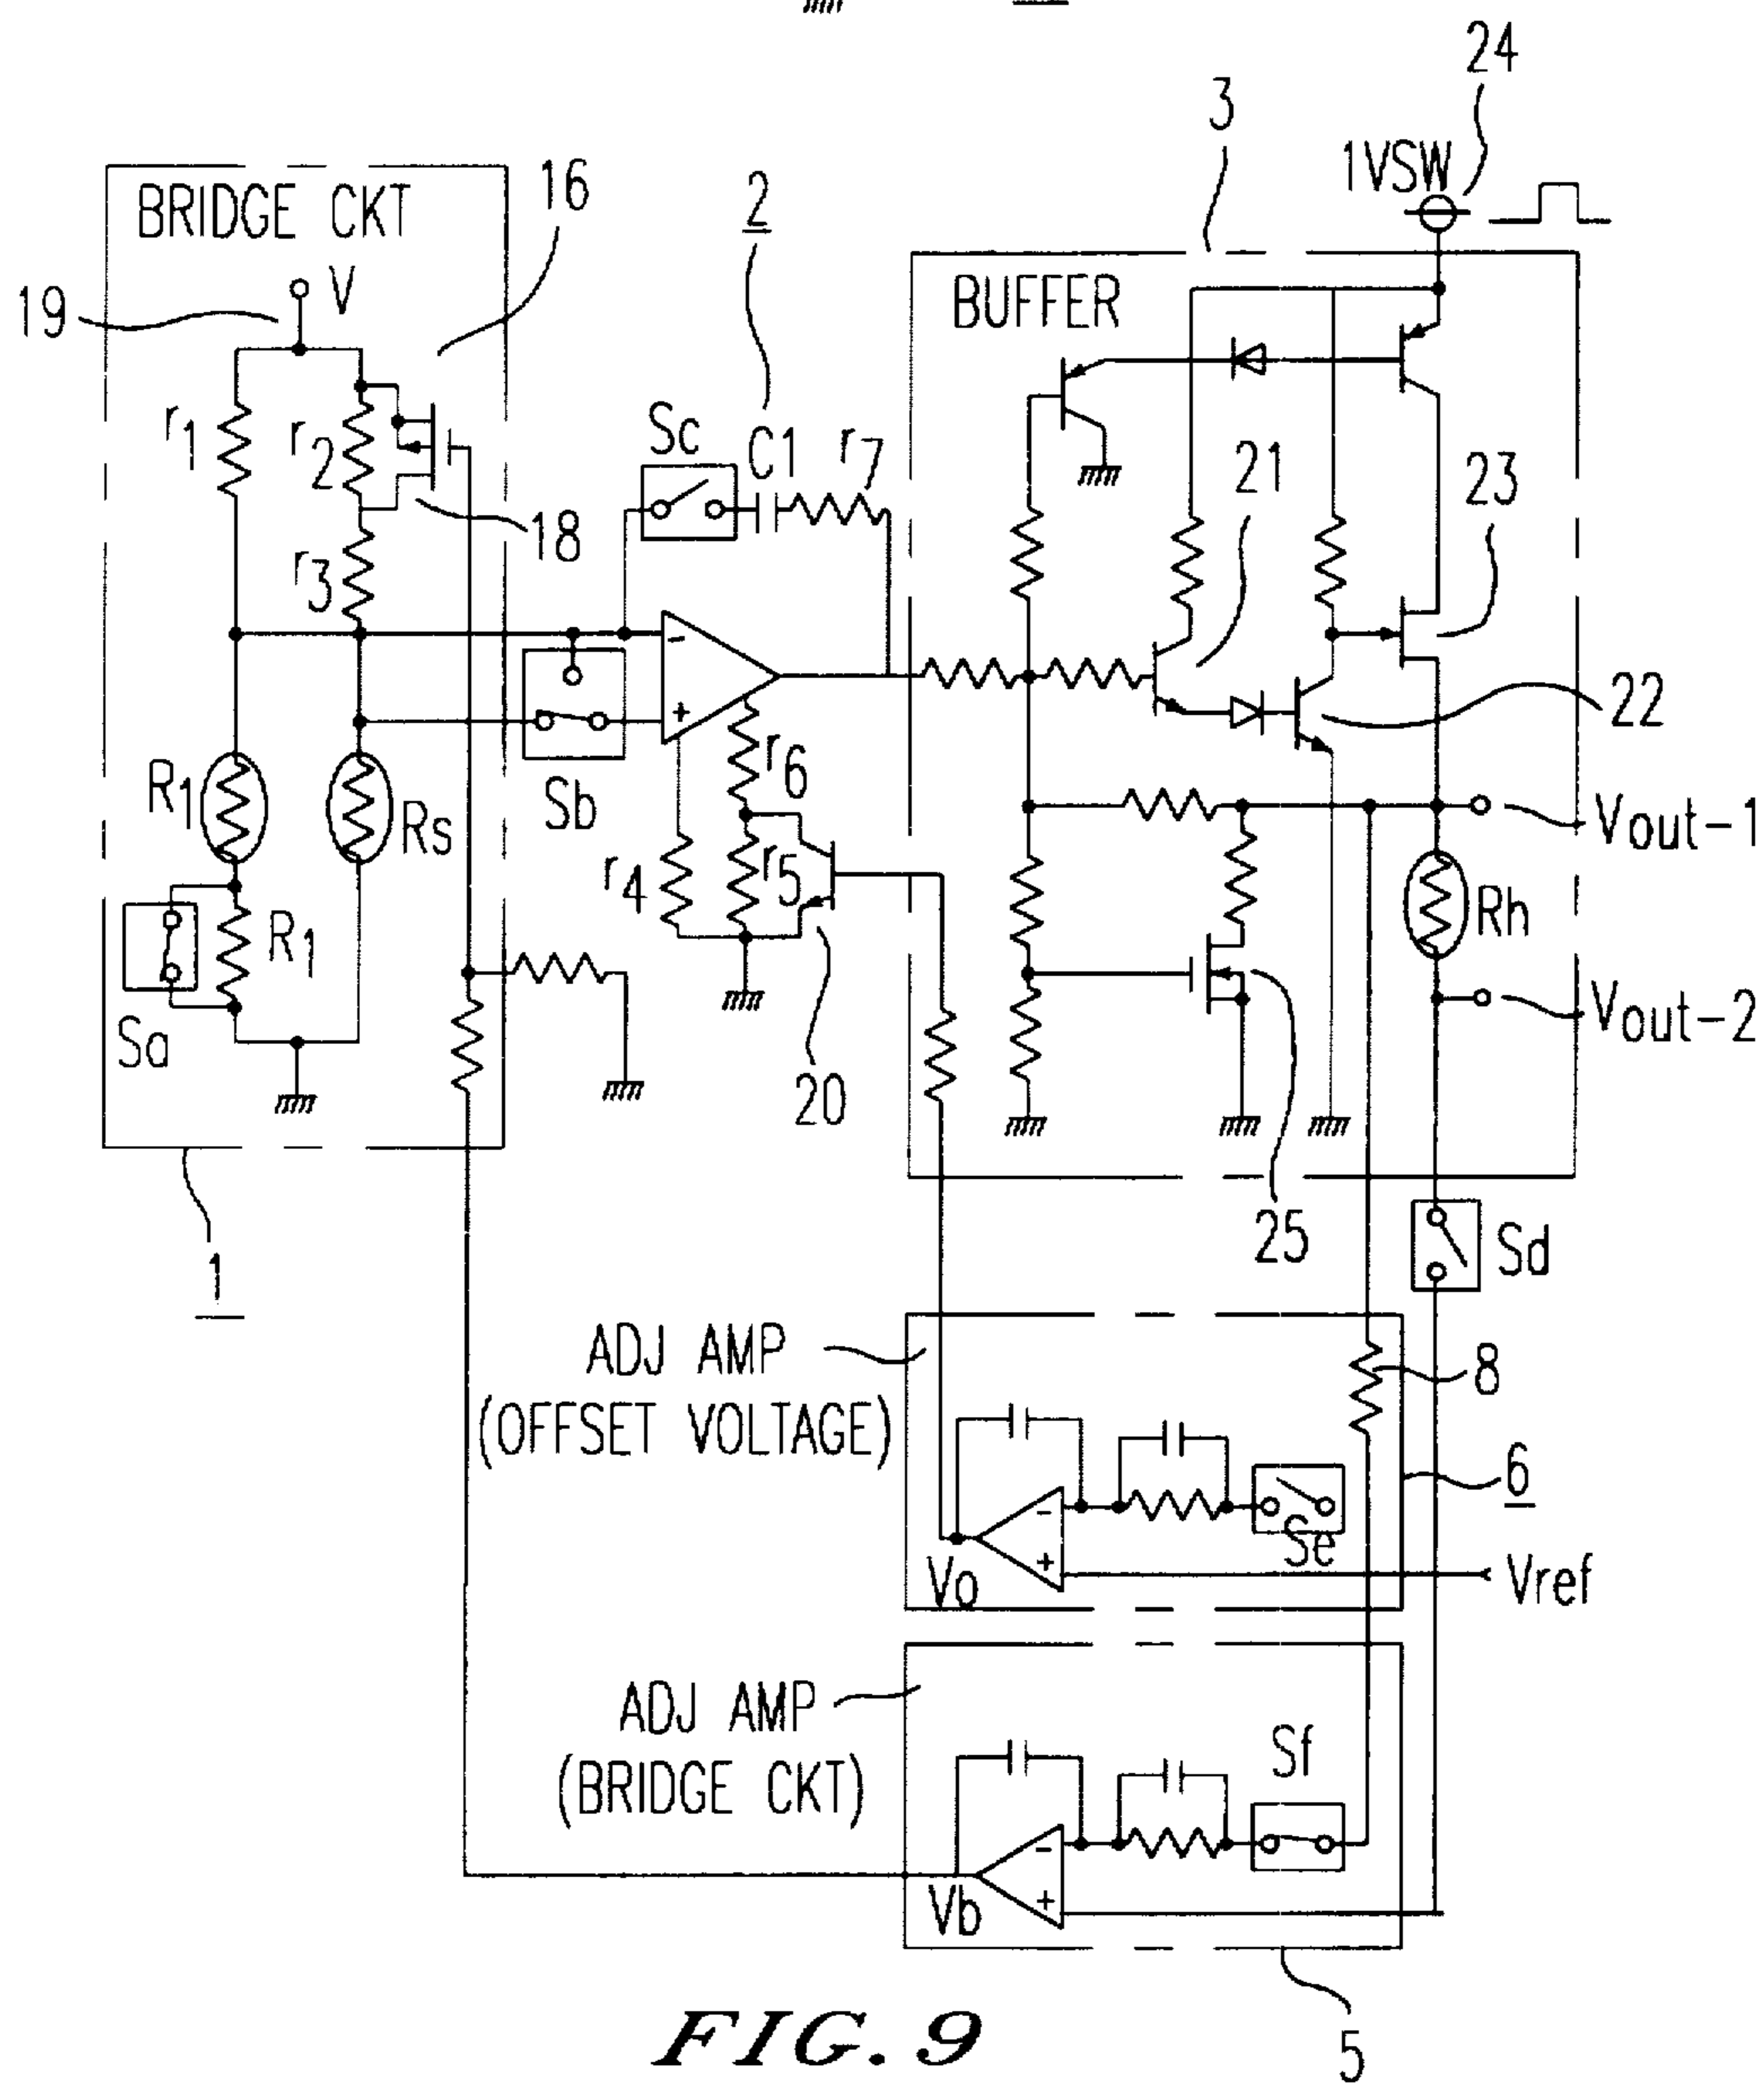 24
3
1VSW
BRIDGE CKT
16
2
BUFFER
19
V
r1
r2
Sc
C1
r7
21
23
18
r3
-
+
22
Sb
R1
Rs
r6
r5
r4
Vout-1
Rh
Sa
R1
20
Vout-2
25
Sd
1
ADJ AMP
(OFFSET VOLTAGE)
8
6
-
+
Se
Vo
Vref
ADJ AMP
(BRIDGE CKT)
Sf
-
+
Vb
5
FIG. 9